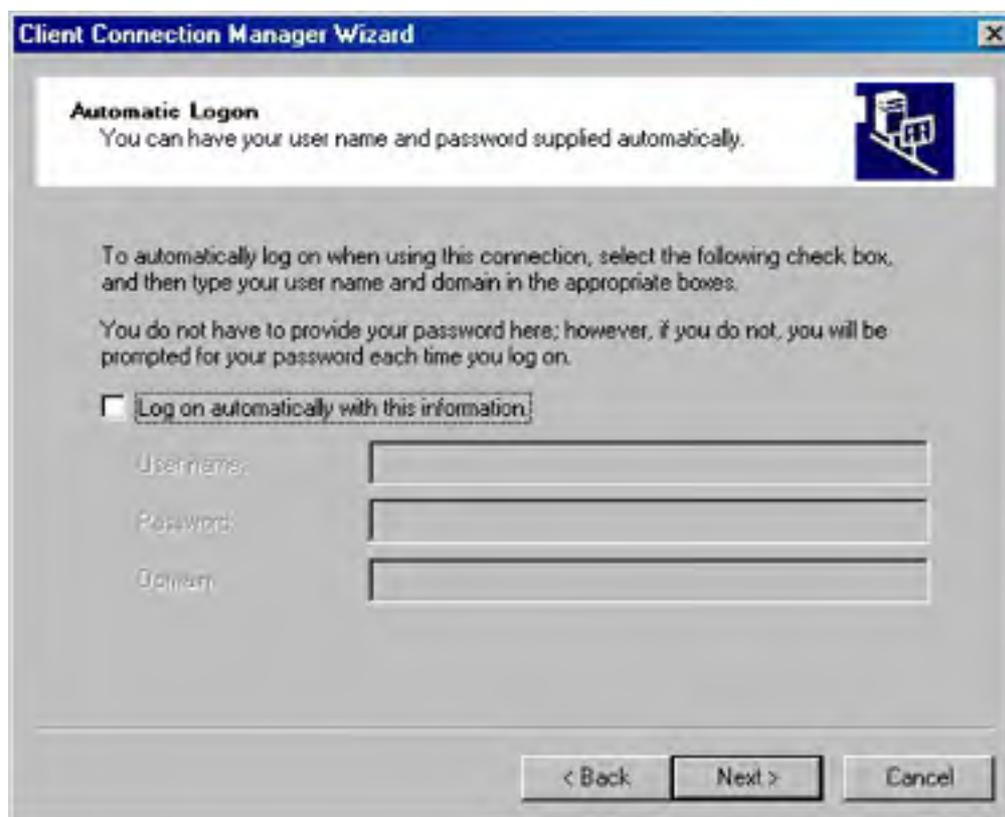 Client Connection Manager Wizard
Automatic Logon
You can have your user name and password supplied automatically.
To automatically log on when using this connection, select the following check box,
and then type your user name and domain in the appropriate boxes.
You do not have to provide your password here; however, if you do not, you will be
prompted for your password each time you log on.
Log on automatically with this information
User name:
Password:
Domain:
< Back
Next >
Cancel